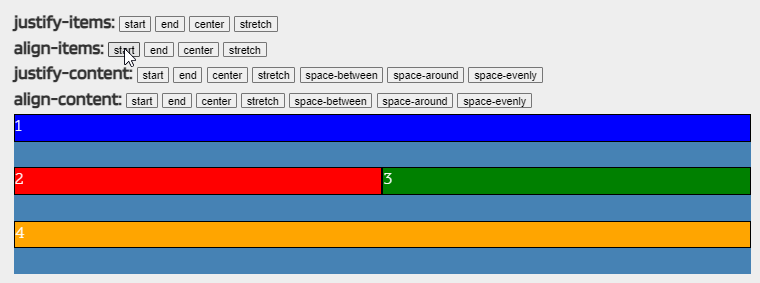 justify-items: start end center stretch
align-items: start end center stretch
justify-content: start end center stretch space-between space-around space-evenly
align-content: start end center stretch space-between space-around space-evenly
1
2 3
4